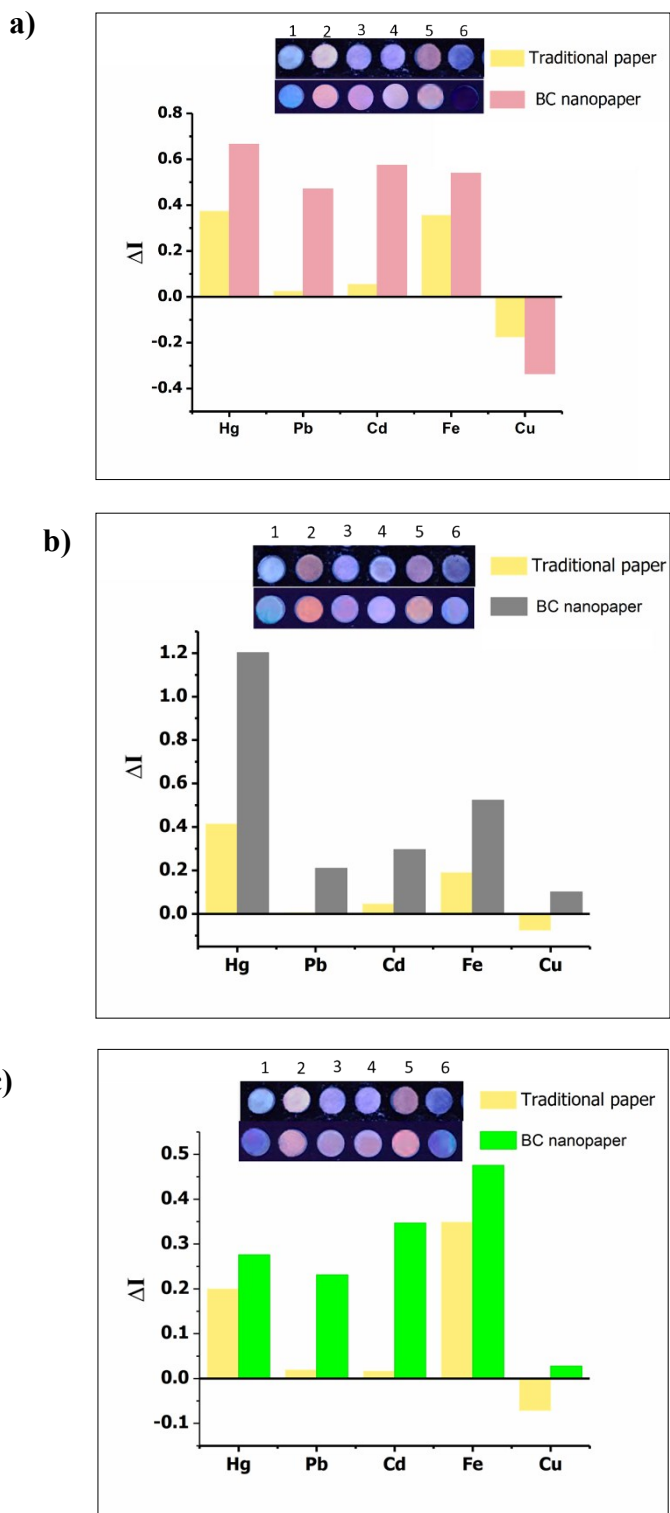 a)
1 2 3 4 5 6
Traditional paper
BC nanopaper
0.8
0.6
0.4
0.2
0.0
-0.2
-0.4
ΔI
Hg Pb Cd Fe Cu
b)
1 2 3 4 5 6
Traditional paper
BC nanopaper
1.2
1.0
0.8
0.6
0.4
0.2
0.0
ΔI
Hg Pb Cd Fe Cu
c)
1 2 3 4 5 6
Traditional paper
BC nanopaper
0.5
0.4
0.3
0.2
0.1
0.0
-0.1
ΔI
Hg Pb Cd Fe Cu